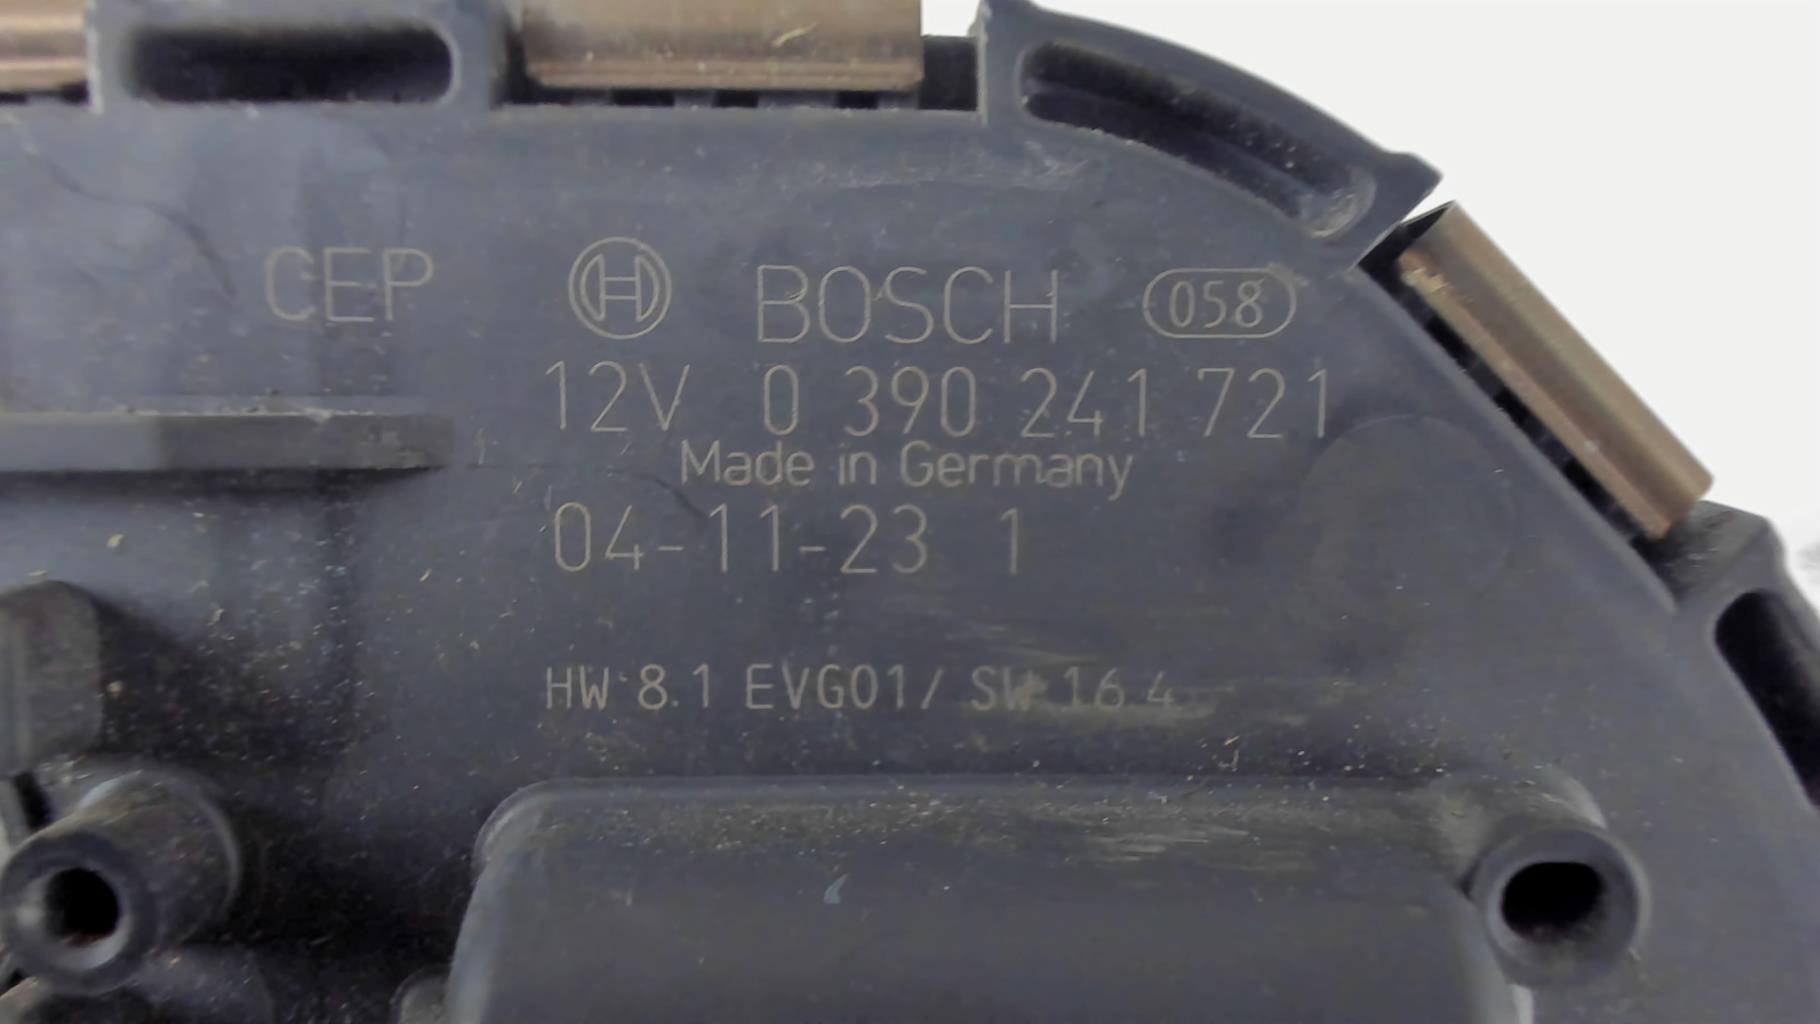 CEP BOSCH 058
12V 0 390 241 721
Made in Germany
04-11-23 1
HW 8.1 EVG01/ SW 16.4